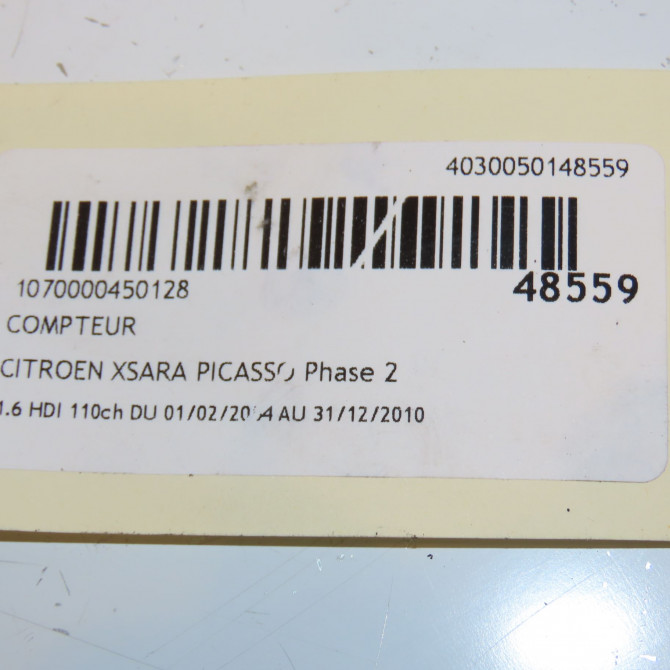 4030050148559
1070000450128
48559
COMPTEUR
CITROEN XSARA PICASSO Phase 2
1.6 HDI 110ch DU AU 31/12/2010